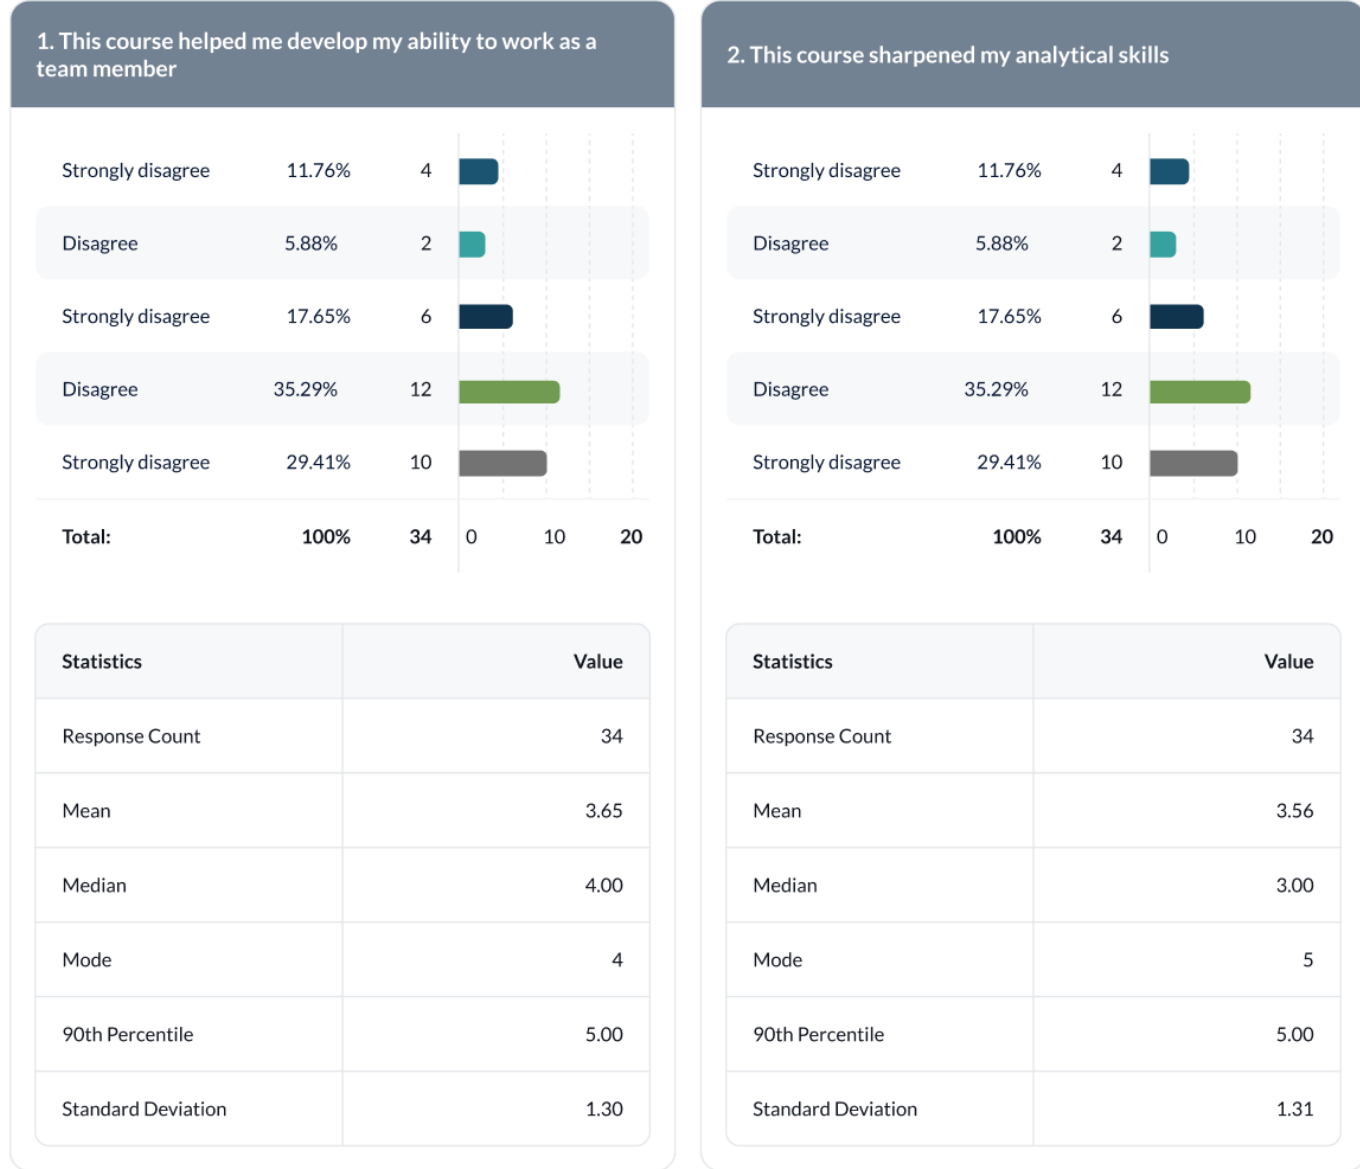 1. This course helped me develop my ability to work as a
team member
Strongly disagree 11.76% 4
Disagree 5.88% 2
Strongly disagree 17.65% 6
Disagree 35.29% 12
Strongly disagree 29.41% 10
Total: 100% 34 0 10 20
Statistics Value
Response Count 34
Mean 3.65
Median 4.00
Mode 4
90th Percentile 5.00
Standard Deviation 1.30
2. This course sharpened my analytical skills
Strongly disagree 11.76% 4
Disagree 5.88% 2
Strongly disagree 17.65% 6
Disagree 35.29% 12
Strongly disagree 29.41% 10
Total: 100% 34 0 10 20
Statistics Value
Response Count 34
Mean 3.56
Median 3.00
Mode 5
90th Percentile 5.00
Standard Deviation 1.31